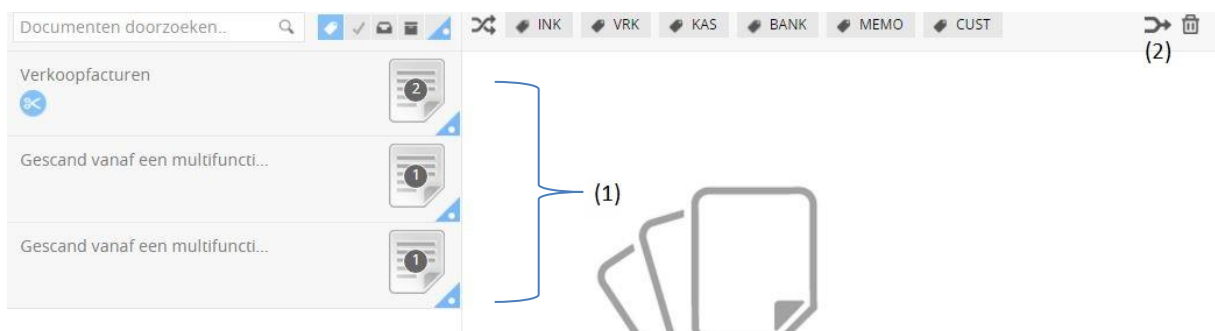 Documenten doorzoeken..
INK VRK KAS BANK MEMO CUST
(2)
Verkoopfacturen
2
Gescand vanaf een multifuncti...
1
(1)
Gescand vanaf een multifuncti...
1